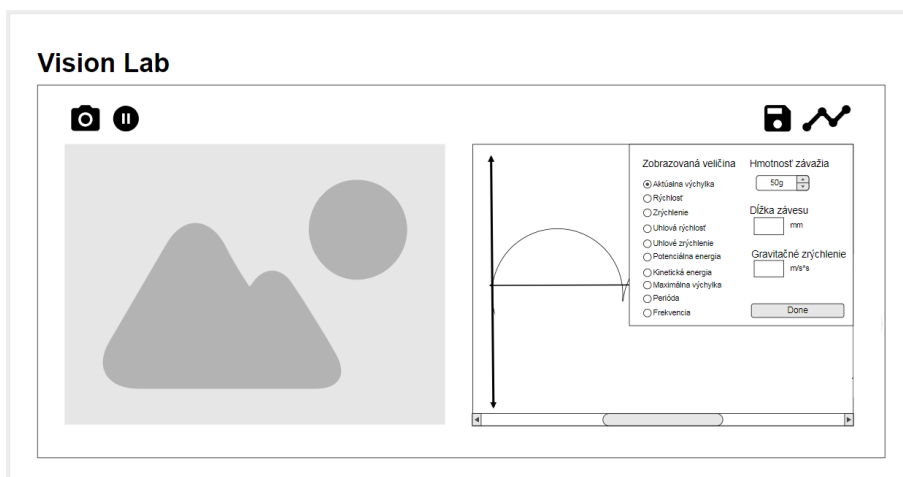 Vision Lab
Zobrazovaná veličina
Aktúalna výchylka
Rýchlosť
Zrýchlenie
Uhlová rýchlosť
Uhlové zrýchlenie
Potenciálna energia
Kinetická energia
Maximálna výchylka
Perióda
Frekvencia
Hmotnosť závažia
50g
Dĺžka závesu
mm
Gravitačné zrýchlenie
m/s*s
Done